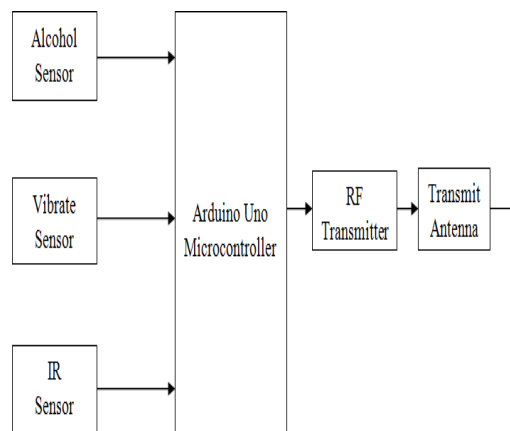 Alcohol
Sensor
Vibrate
Sensor
IR
Sensor
Arduino Uno
Microcontroller
RF
Transmitter
Transmit
Antenna